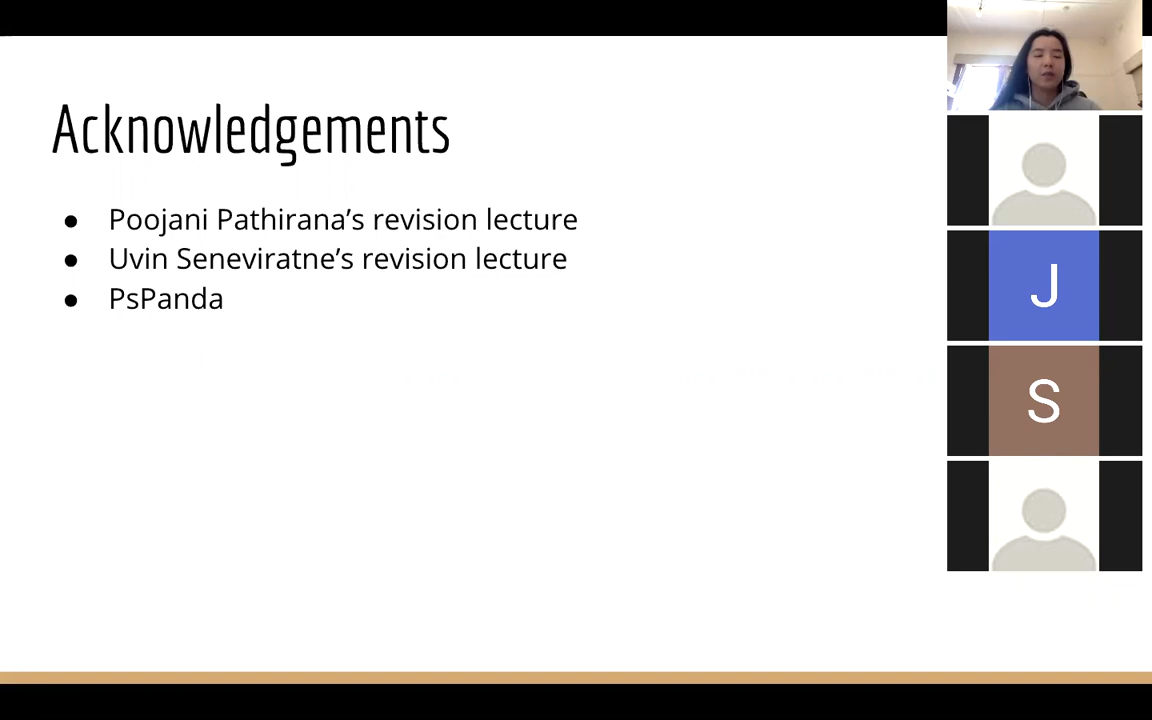 Acknowledgements
● Poojani Pathirana’s revision lecture
● Uvin Seneviratne’s revision lecture
● PsPanda
J
S